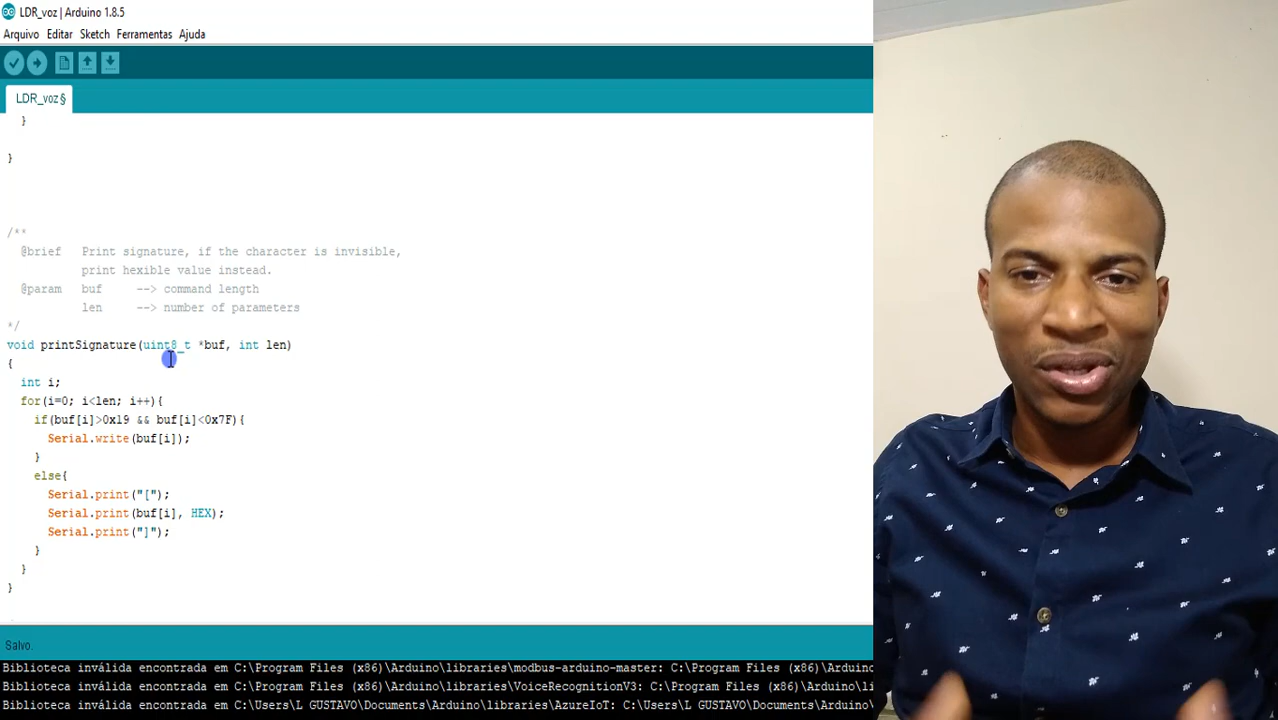 LDR_voz | Arduino 1.8.5
Arquivo Editar Sketch Ferramentas Ajuda
LDR_voz §
}
}
/**
@brief Print signature, if the character is invisible,
print hexible value instead.
@param buf --> command length
len --> number of parameters
*/
void printSignature(uint8_t *buf, int len)
{
int i;
for(i=0; i<len; i++){
if(buf[i]>0x19 && buf[i]<0x7F){
Serial.write(buf[i]);
}
else{
Serial.print("[");
Serial.print(buf[i], HEX);
Serial.print("]");
}
}
}
Salvo.
Biblioteca inválida encontrada em C:\Program Files (x86)\Arduino\libraries\modbus-arduino-master: C:\Program Files (x86)\Arduino
Biblioteca inválida encontrada em C:\Program Files (x86)\Arduino\libraries\VoiceRecognitionV3: C:\Program Files (x86)\Arduino\li
Biblioteca inválida encontrada em C:\Users\L GUSTAVO\Documents\Arduino\libraries\AzureIoT: C:\Users\L GUSTAVO\Documents\Arduino\